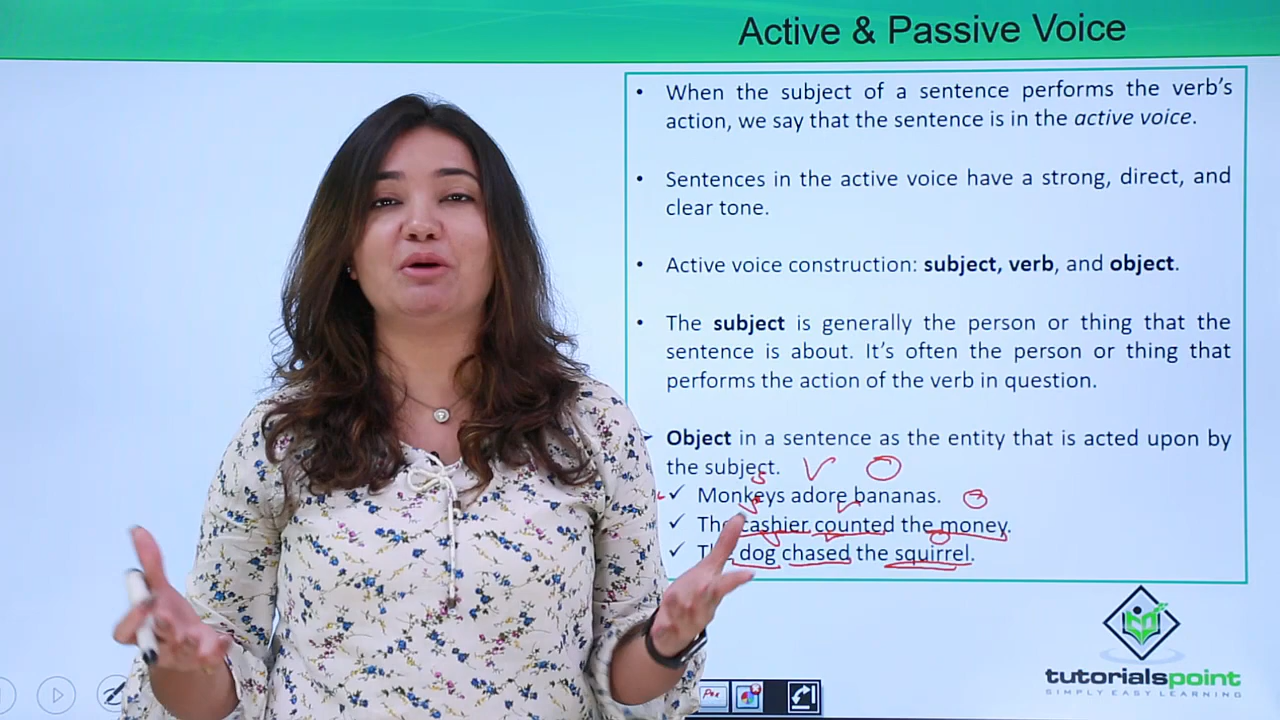 Active & Passive Voice
• When the subject of a sentence performs the verb's
action, we say that the sentence is in the active voice.
• Sentences in the active voice have a strong, direct, and
clear tone.
• Active voice construction: subject, verb, and object.
• The subject is generally the person or thing that the
sentence is about. It's often the person or thing that
performs the action of the verb in question.
Object in a sentence as the entity that is acted upon by
the subject. V O
S
✓ Monkeys adore bananas.
✓ The cashier counted the money.
✓ The dog chased the squirrel.
tutorialspoint
SIMPLY EASY LEARNING